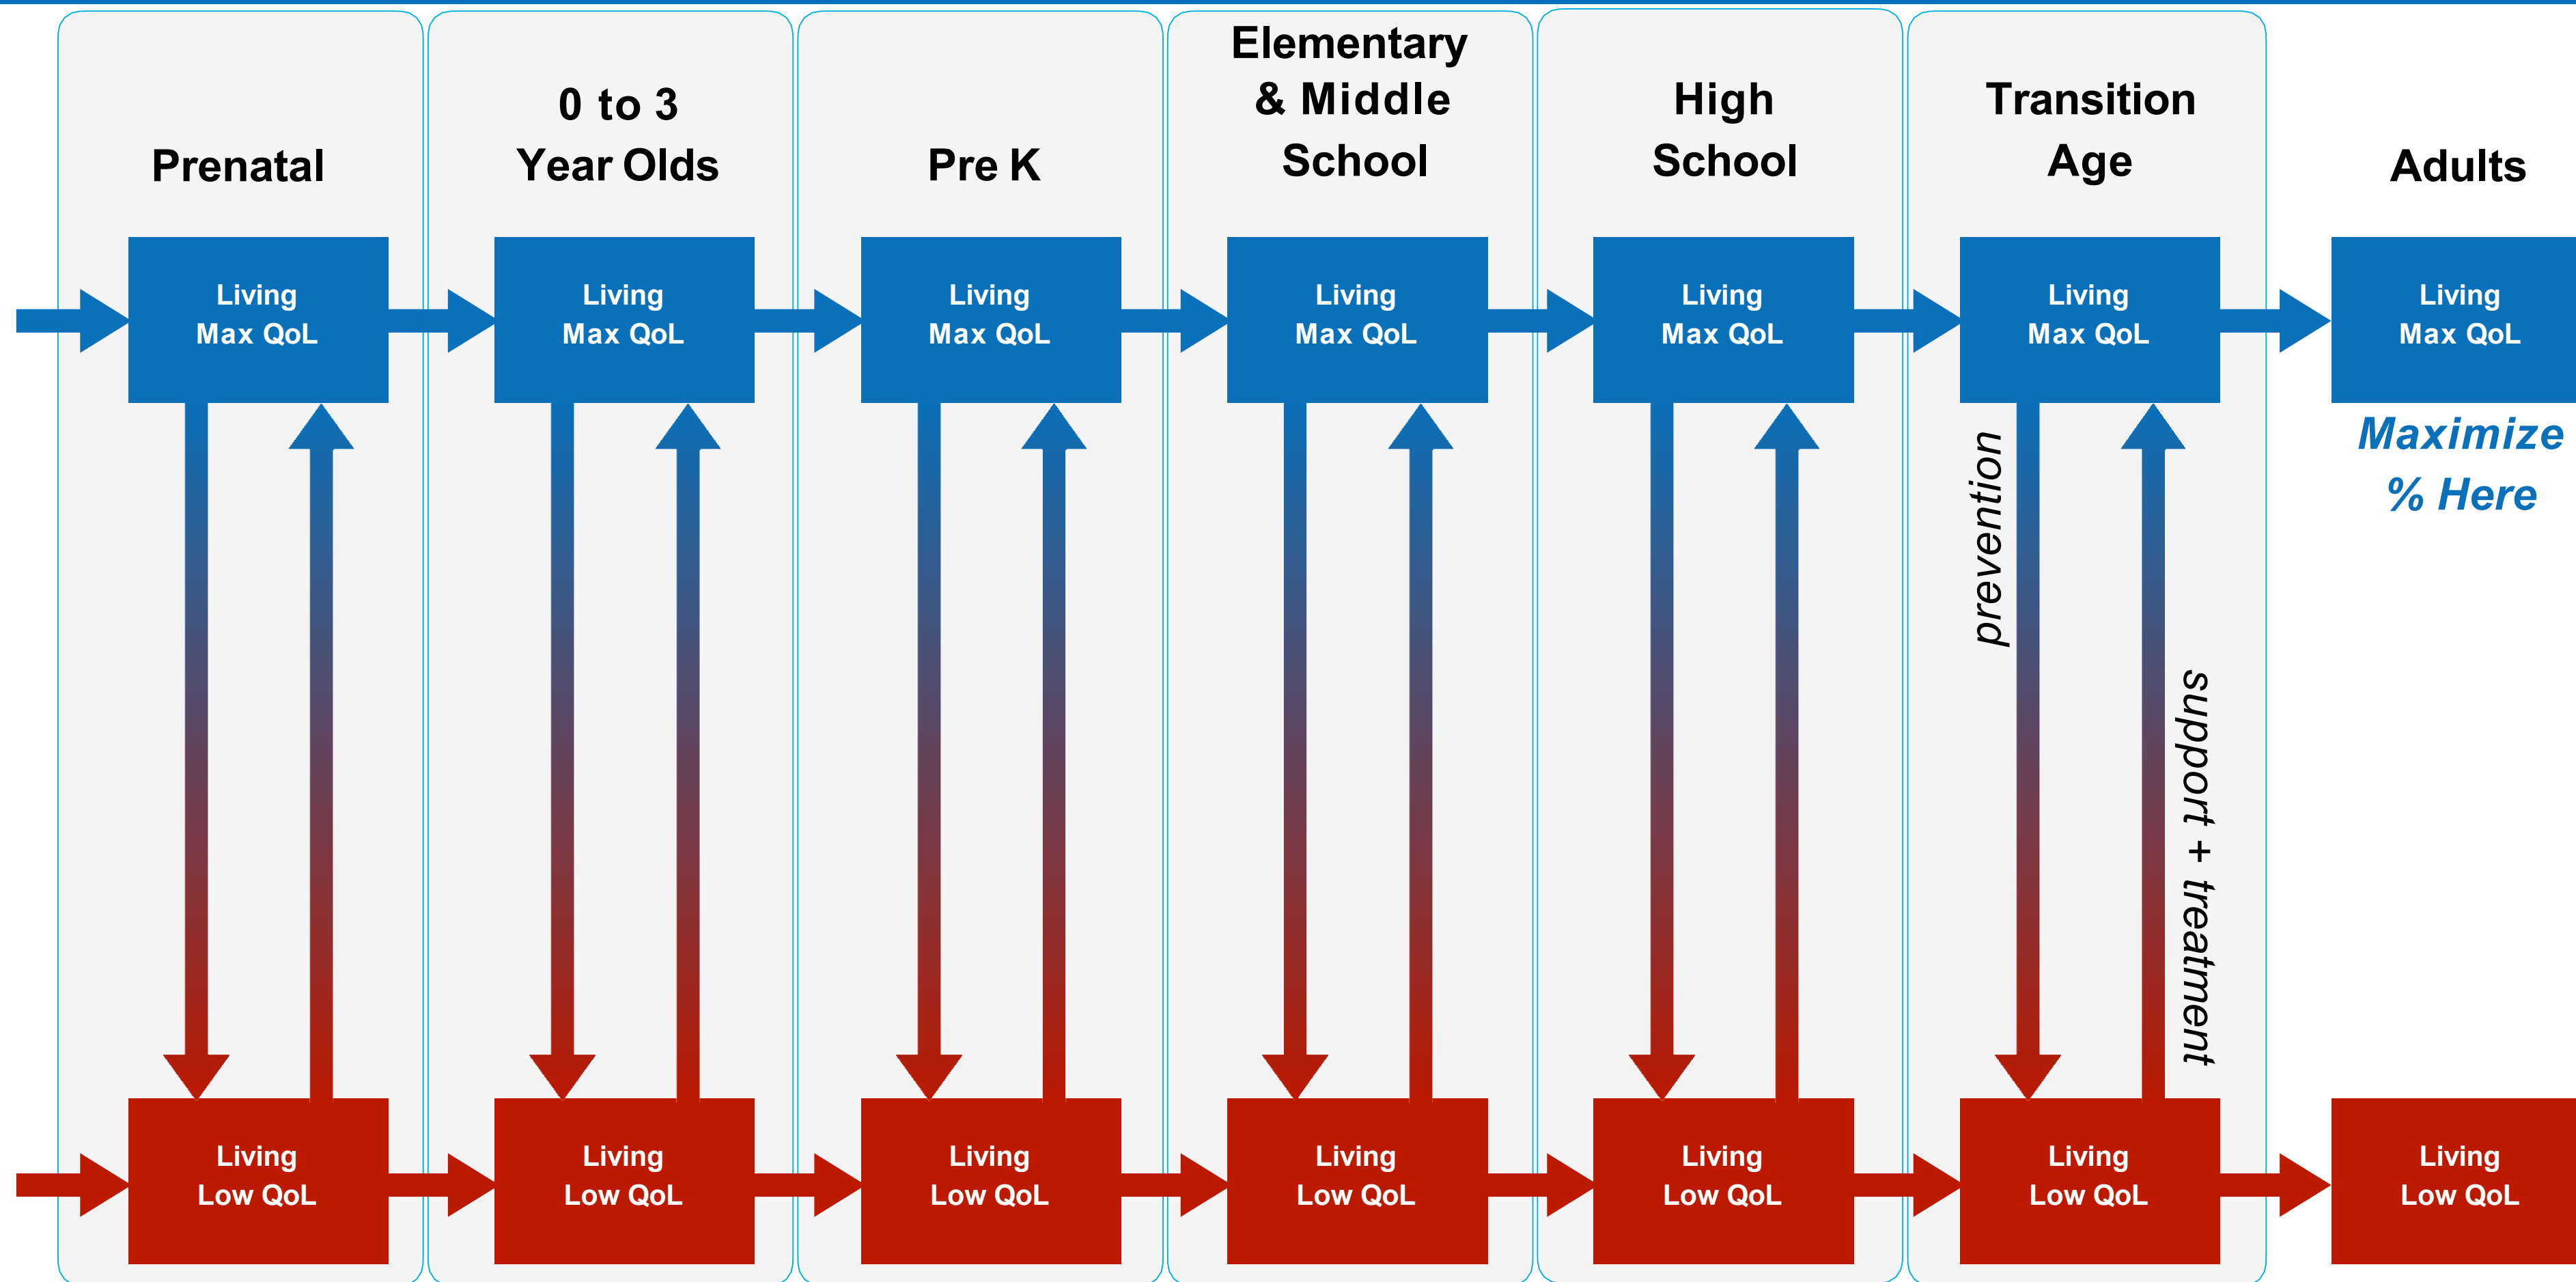 Prenatal
0 to 3
Year Olds
Pre K
Elementary
& Middle
School
High
School
Transition
Age
Adults
Living
Max QoL
Living
Max QoL
Living
Max QoL
Living
Max QoL
Living
Max QoL
Living
Max QoL
Living
Max QoL
Maximize
% Here
prevention
support + treatment
Living
Low QoL
Living
Low QoL
Living
Low QoL
Living
Low QoL
Living
Low QoL
Living
Low QoL
Living
Low QoL